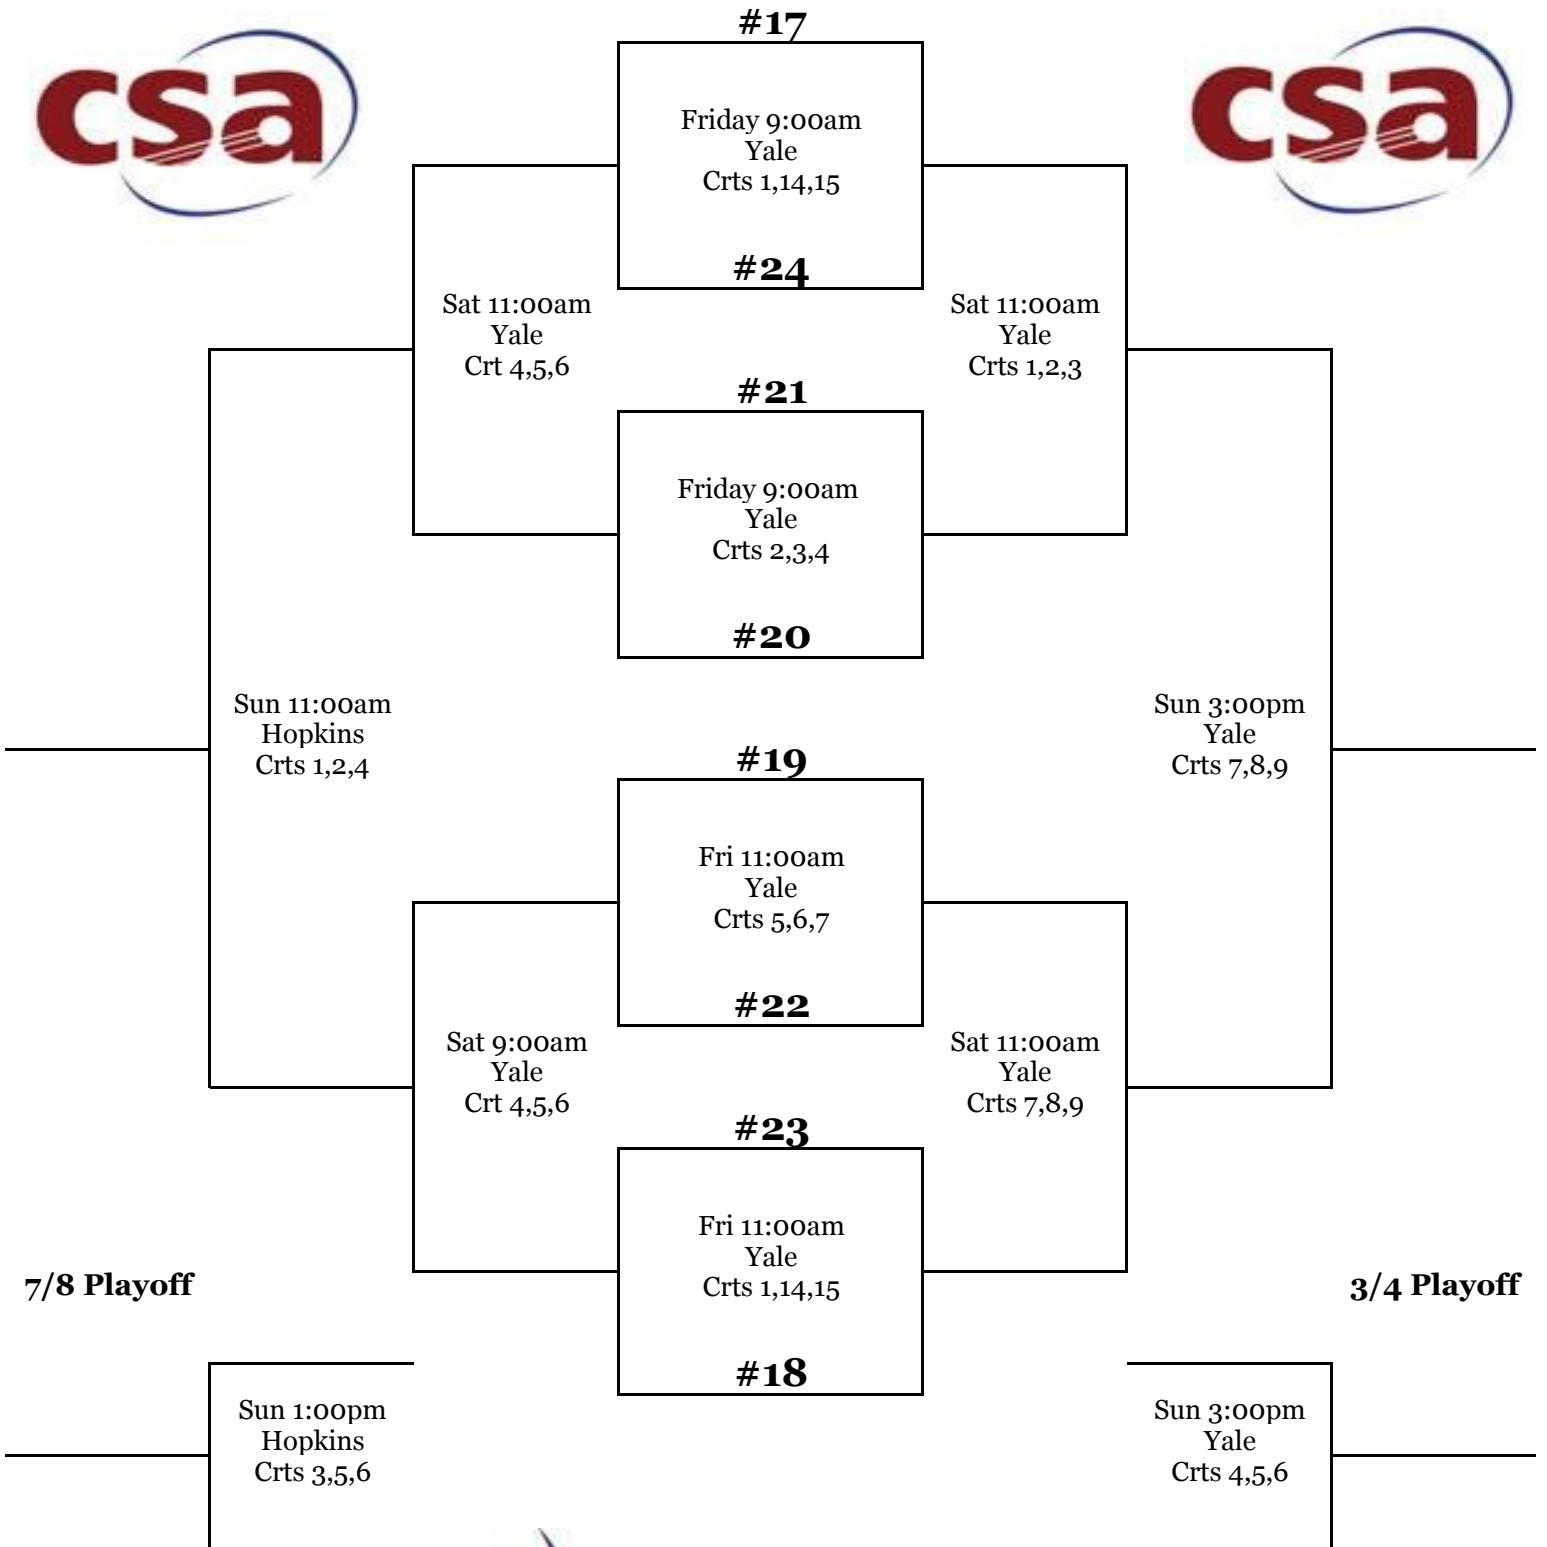 csa
csa
#17
Friday 9:00am
Yale
Crts 1,14,15
#24
Sat 11:00am
Yale
Crt 4,5,6
Sat 11:00am
Yale
Crts 1,2,3
#21
Friday 9:00am
Yale
Crts 2,3,4
#20
Sun 11:00am
Hopkins
Crts 1,2,4
Sun 3:00pm
Yale
Crts 7,8,9
#19
Fri 11:00am
Yale
Crts 5,6,7
#22
Sat 9:00am
Yale
Crt 4,5,6
Sat 11:00am
Yale
Crts 7,8,9
#23
Fri 11:00am
Yale
Crts 1,14,15
#18
7/8 Playoff
3/4 Playoff
Sun 1:00pm
Hopkins
Crts 3,5,6
Sun 3:00pm
Yale
Crts 4,5,6